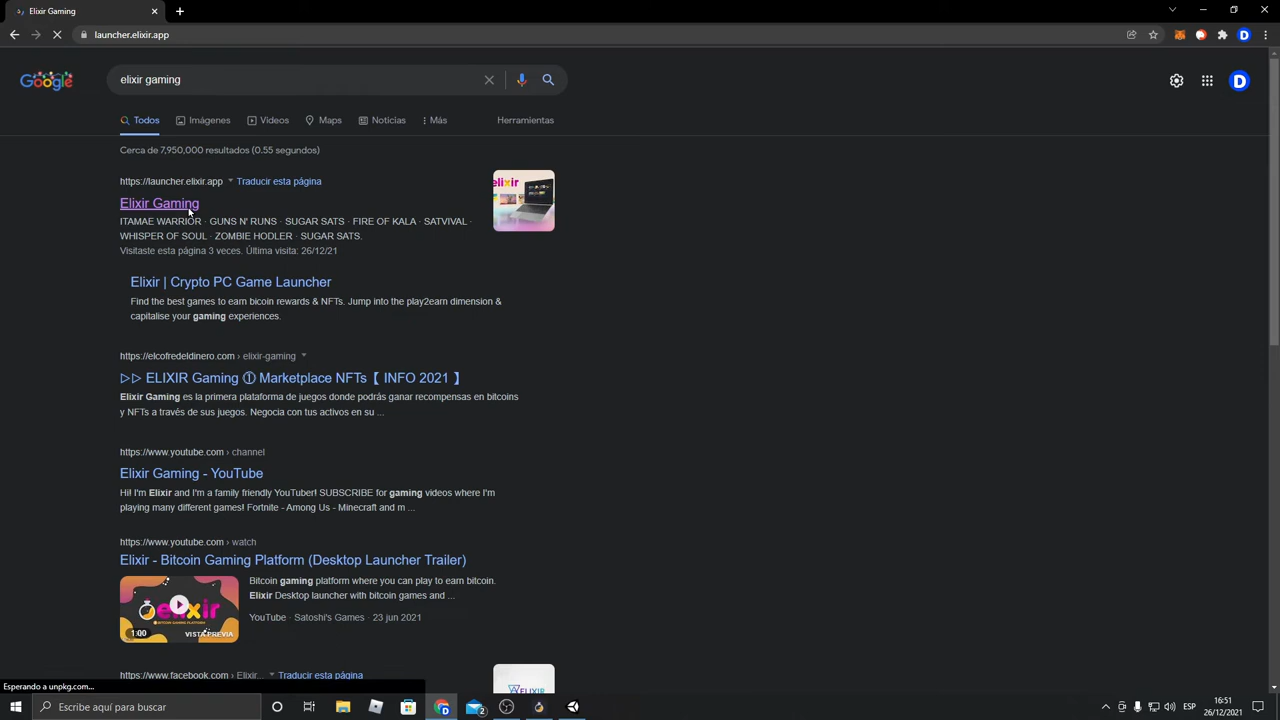 Elixir Gaming
launcher.elixir.app
Google
elixir gaming
Todos
Imágenes
Videos
Maps
Noticias
Más
Herramientas
Cerca de 7,950,000 resultados (0.55 segundos)
https://launcher.elixir.app
Traducir esta página
Elixir Gaming
ITAMAE WARRIOR · GUNS N' RUNS · SUGAR SATS · FIRE OF KALA · SATVIVAL ·
WHISPER OF SOUL · ZOMBIE HODLER · SUGAR SATS.
Visitaste esta página 3 veces. Última visita: 26/12/21
elixir
Elixir | Crypto PC Game Launcher
Find the best games to earn bicoin rewards & NFTs. Jump into the play2earn dimension &
capitalise your gaming experiences.
https://elcofredeldinero.com › elixir-gaming
▷▷ ELIXIR Gaming ① Marketplace NFTs【 INFO 2021 】
Elixir Gaming es la primera plataforma de juegos donde podrás ganar recompensas en bitcoins
y NFTs a través de sus juegos. Negocia con tus activos en su ...
https://www.youtube.com › channel
Elixir Gaming - YouTube
Hi! I'm Elixir and I'm a family friendly YouTuber! SUBSCRIBE for gaming videos where I'm
playing many different games! Fortnite - Among Us - Minecraft and m ...
https://www.youtube.com › watch
Elixir - Bitcoin Gaming Platform (Desktop Launcher Trailer)
elixir
BITCOIN GAMING PLATFORM
1:00
VISTA PREVIA
Bitcoin gaming platform where you can play to earn bitcoin.
Elixir Desktop launcher with bitcoin games and ...
YouTube · Satoshi's Games · 23 jun 2021
https://www.facebook.com › Elixir...
Traducir esta página
ELIXIR
Esperando a unpkg.com...
Escribe aquí para buscar
2
ESP
16:51
26/12/2021
D
D